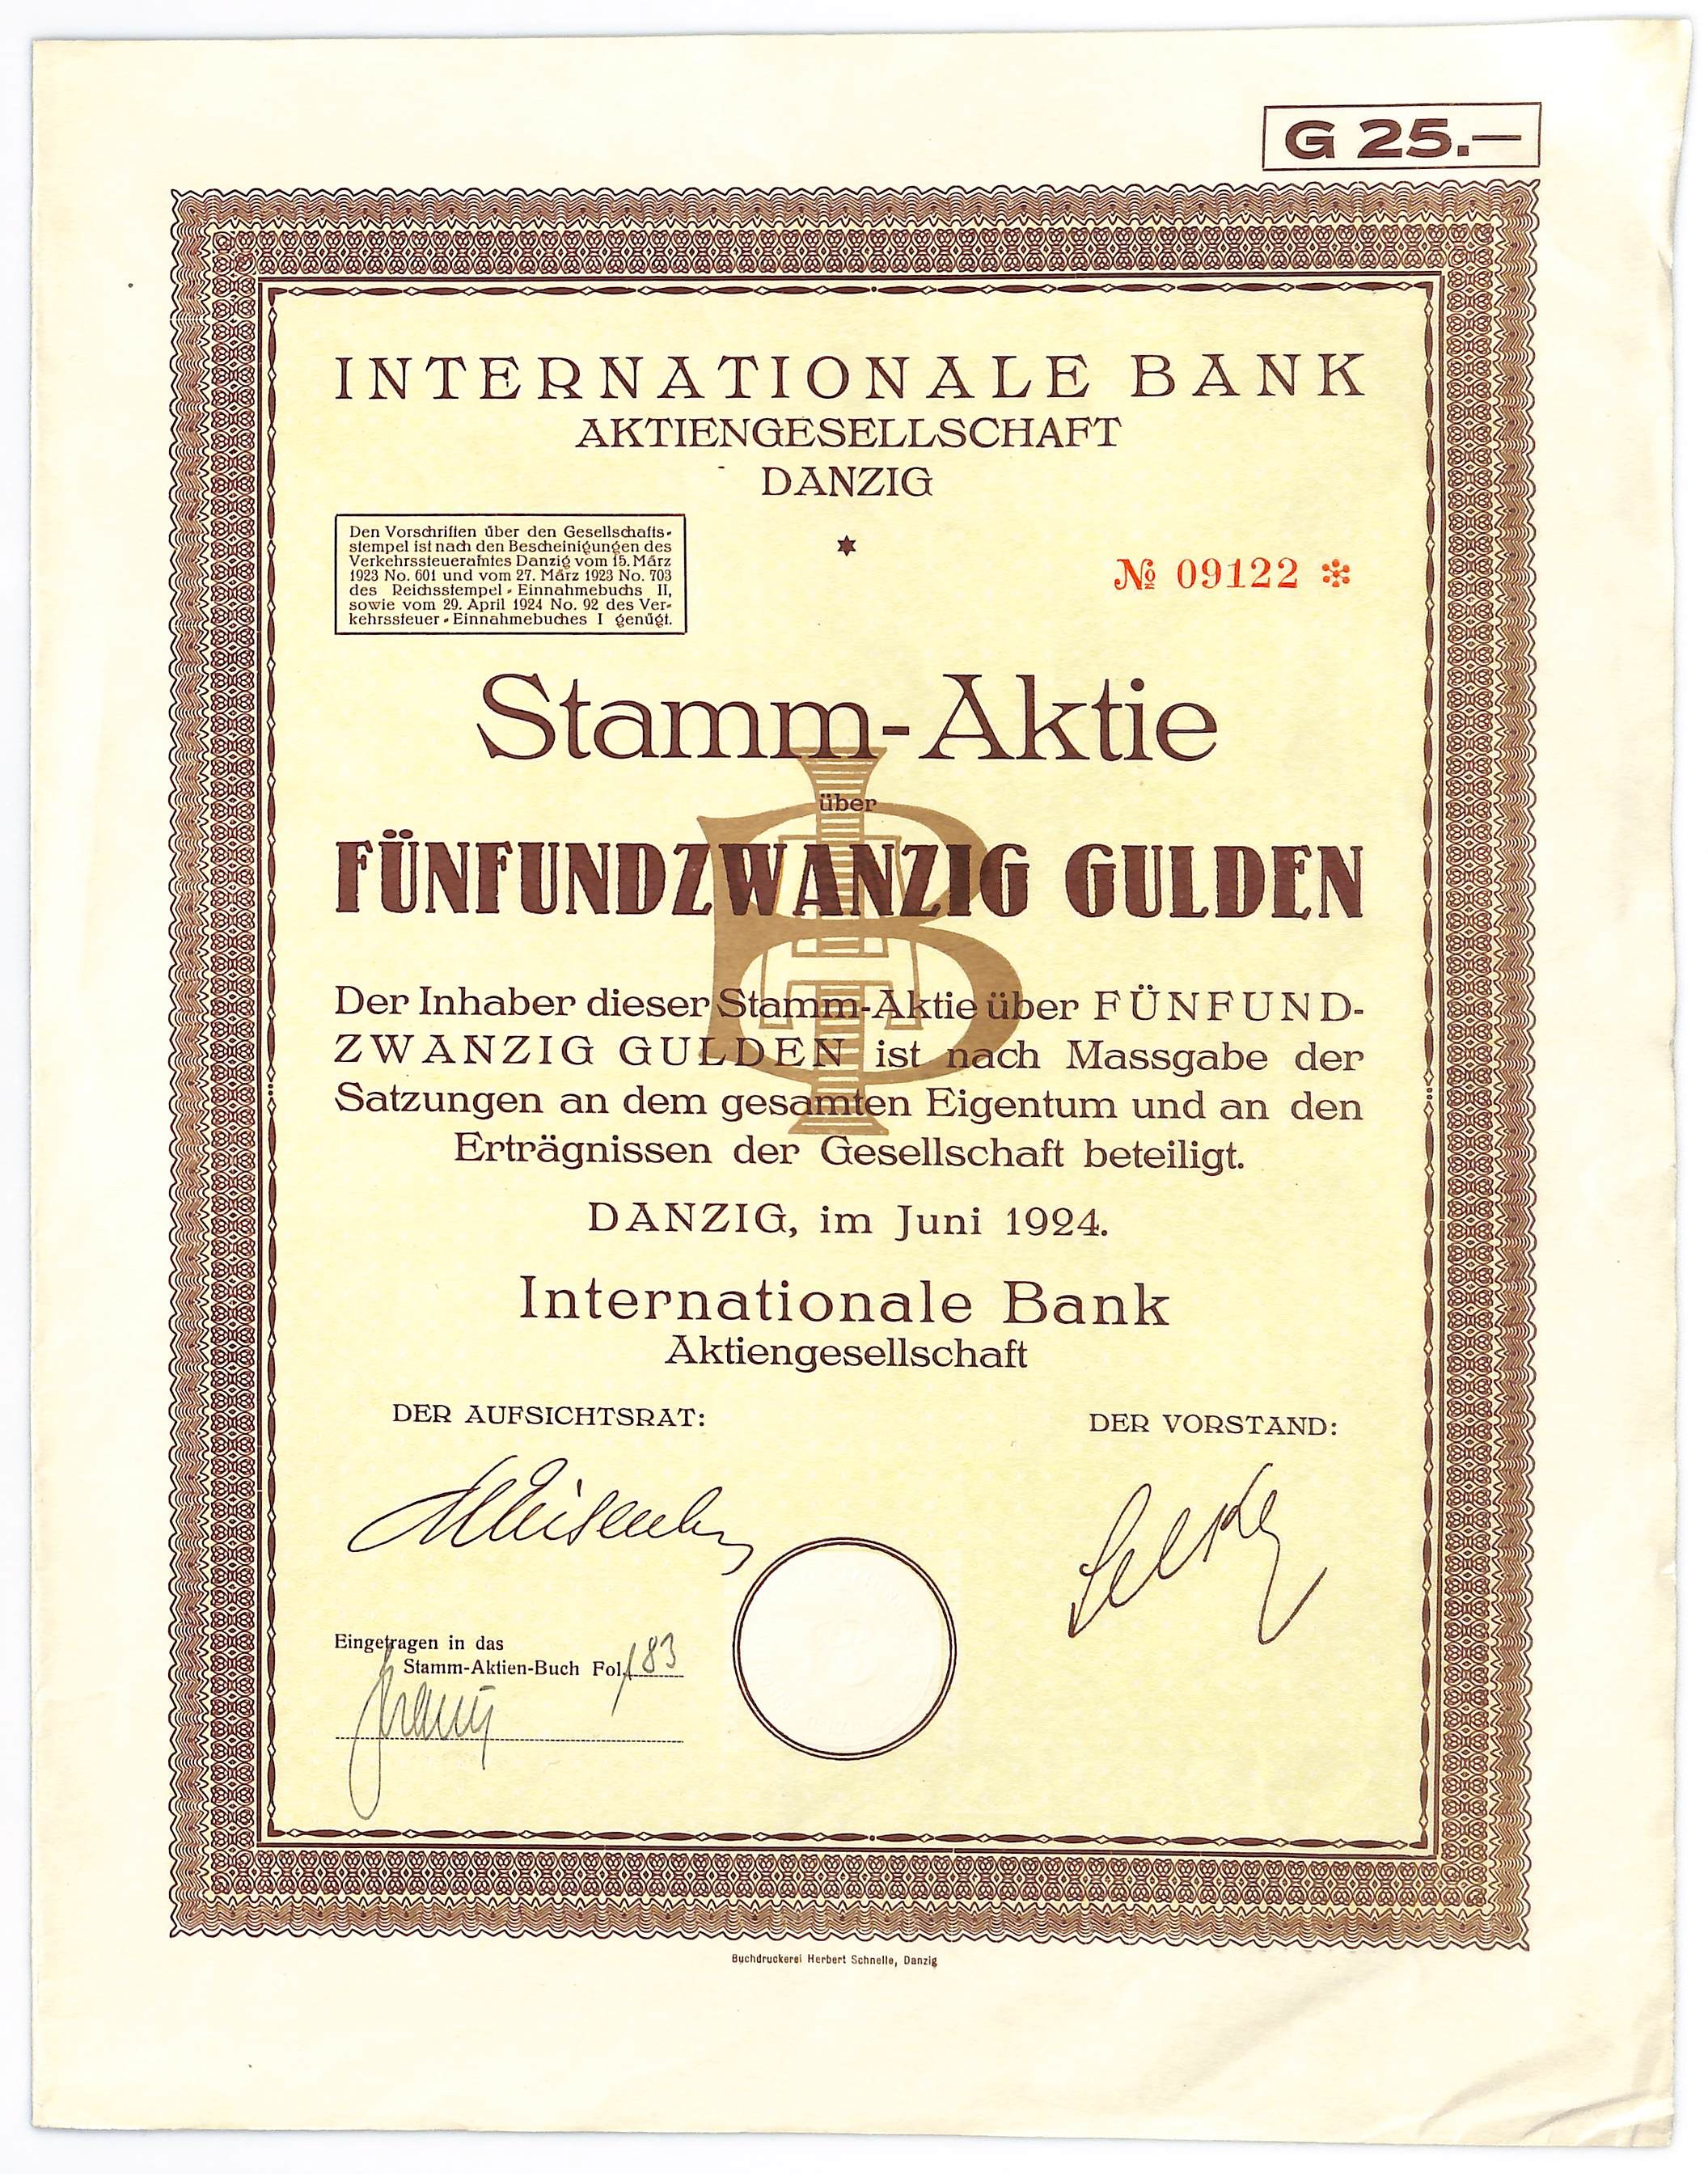 G 25.—
INTERNATIONALE BANK
AKTIENGESELLSCHAFT
DANZIG
Den Vorschriften über den Gesellschafts-
stempel ist nach den Bescheinigungen des
Verkehrssteueramtes Danzig vom 15. März
1923 No. 601 und vom 27. März 1923 No. 703
des Reichsstempel-Einnahmebuchs II,
sowie vom 29. April 1924 No. 92 des Ver-
kehrssteuer-Einnahmebuches I genügt.
№ 09122 *
Stamm-Aktie
über
FÜNFUNDZWANZIG GULDEN
Der Inhaber dieser Stamm-Aktie über FÜNFUND-
ZWANZIG GULDEN ist nach Massgabe der
Satzungen an dem gesamten Eigentum und an den
Erträgnissen der Gesellschaft beteiligt.
DANZIG, im Juni 1924.
Internationale Bank
Aktiengesellschaft
DER AUFSICHTSRAT:
DER VORSTAND:
Eingetragen in das
Stamm-Aktien-Buch Fol. 183
Buchdruckerei Herbert Schnelle, Danzig